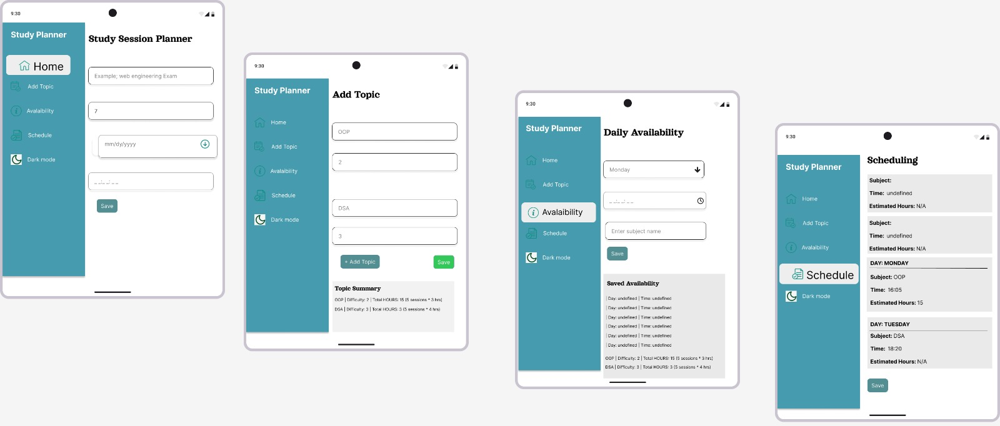 9:30
Study Planner
Home
Add Topic
Avalaibility
Schedule
Dark mode
Study Session Planner
Example; web engineering Exam
7
mm/dy/yyyy
_ _:_ _: _ _
Save
9:30
Study Planner
Home
Add Topic
Avalaibility
Schedule
Dark mode
Add Topic
OOP
2
DSA
3
+ Add Topic
Save
Topic Summary
OOP | Difficulty: 2 | Total HOURS: 15 (5 sessions * 3 hrs)
DSA | Difficulty: 3 | Total HOURS: 3 (5 sessions * 4 hrs)
9:30
Study Planner
Home
Add Topic
Avalaibility
Schedule
Dark mode
Daily Availability
Monday
_ _:_ _: _ _
Enter subject name
Save
Saved Availability
| Day: undefined | Time: undefined
| Day: undefined | Time: undefined
| Day: undefined | Time: undefined
| Day: undefined | Time: undefined
| Day: undefined | Time: undefined
| Day: undefined | Time: undefined
OOP | Difficulty: 2 | Total HOURS: 15 (5 sessions * 3 hrs)
DSA | Difficulty: 3 | Total HOURS: 3 (5 sessions * 4 hrs)
9:30
Study Planner
Home
Add Topic
Avalaibility
Schedule
Dark mode
Scheduling
Subject:
Time: undefined
Estimated Hours: N/A
Subject:
Time: undefined
Estimated Hours: N/A
DAY: MONDAY
Subject: OOP
Time: 16:05
Estimated Hours: 15
DAY: TUESDAY
Subject: DSA
Time: 18:20
Estimated Hours: N/A
Save